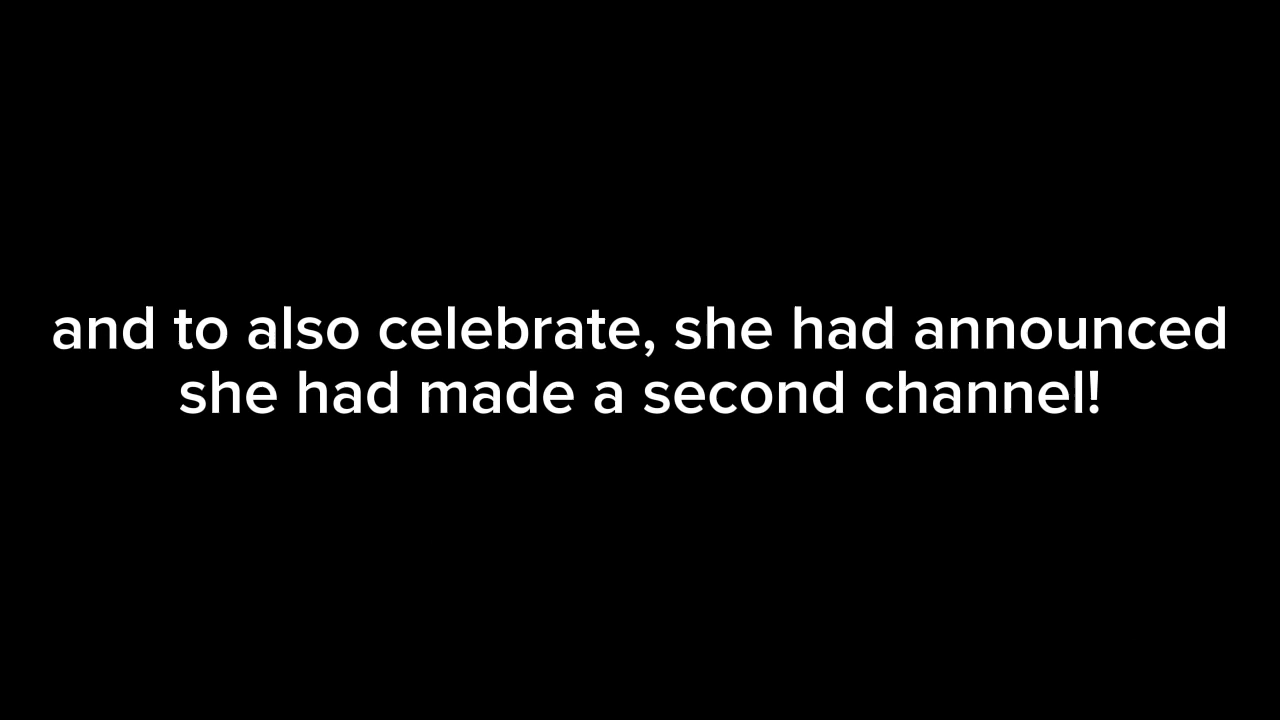 and to also celebrate, she had announced
she had made a second channel!